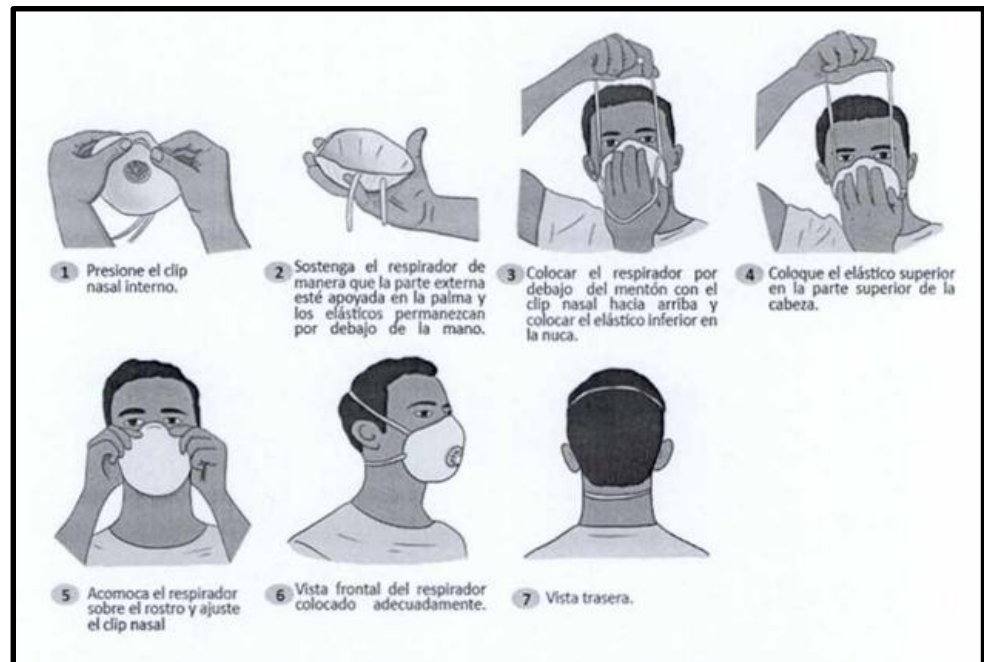 1 Presione el clip
nasal interno.
2 Sostenga el respirador de
manera que la parte externa
esté apoyada en la palma y
los elásticos permanezcan
por debajo de la mano.
3 Colocar el respirador por
debajo del mentón con el
clip nasal hacia arriba y
colocar el elástico inferior en
la nuca.
4 Coloque el elástico superior
en la parte superior de la
cabeza.
5 Acomoca el respirador
sobre el rostro y ajuste
el clip nasal
6 Vista frontal del respirador
colocado adecuadamente.
7 Vista trasera.